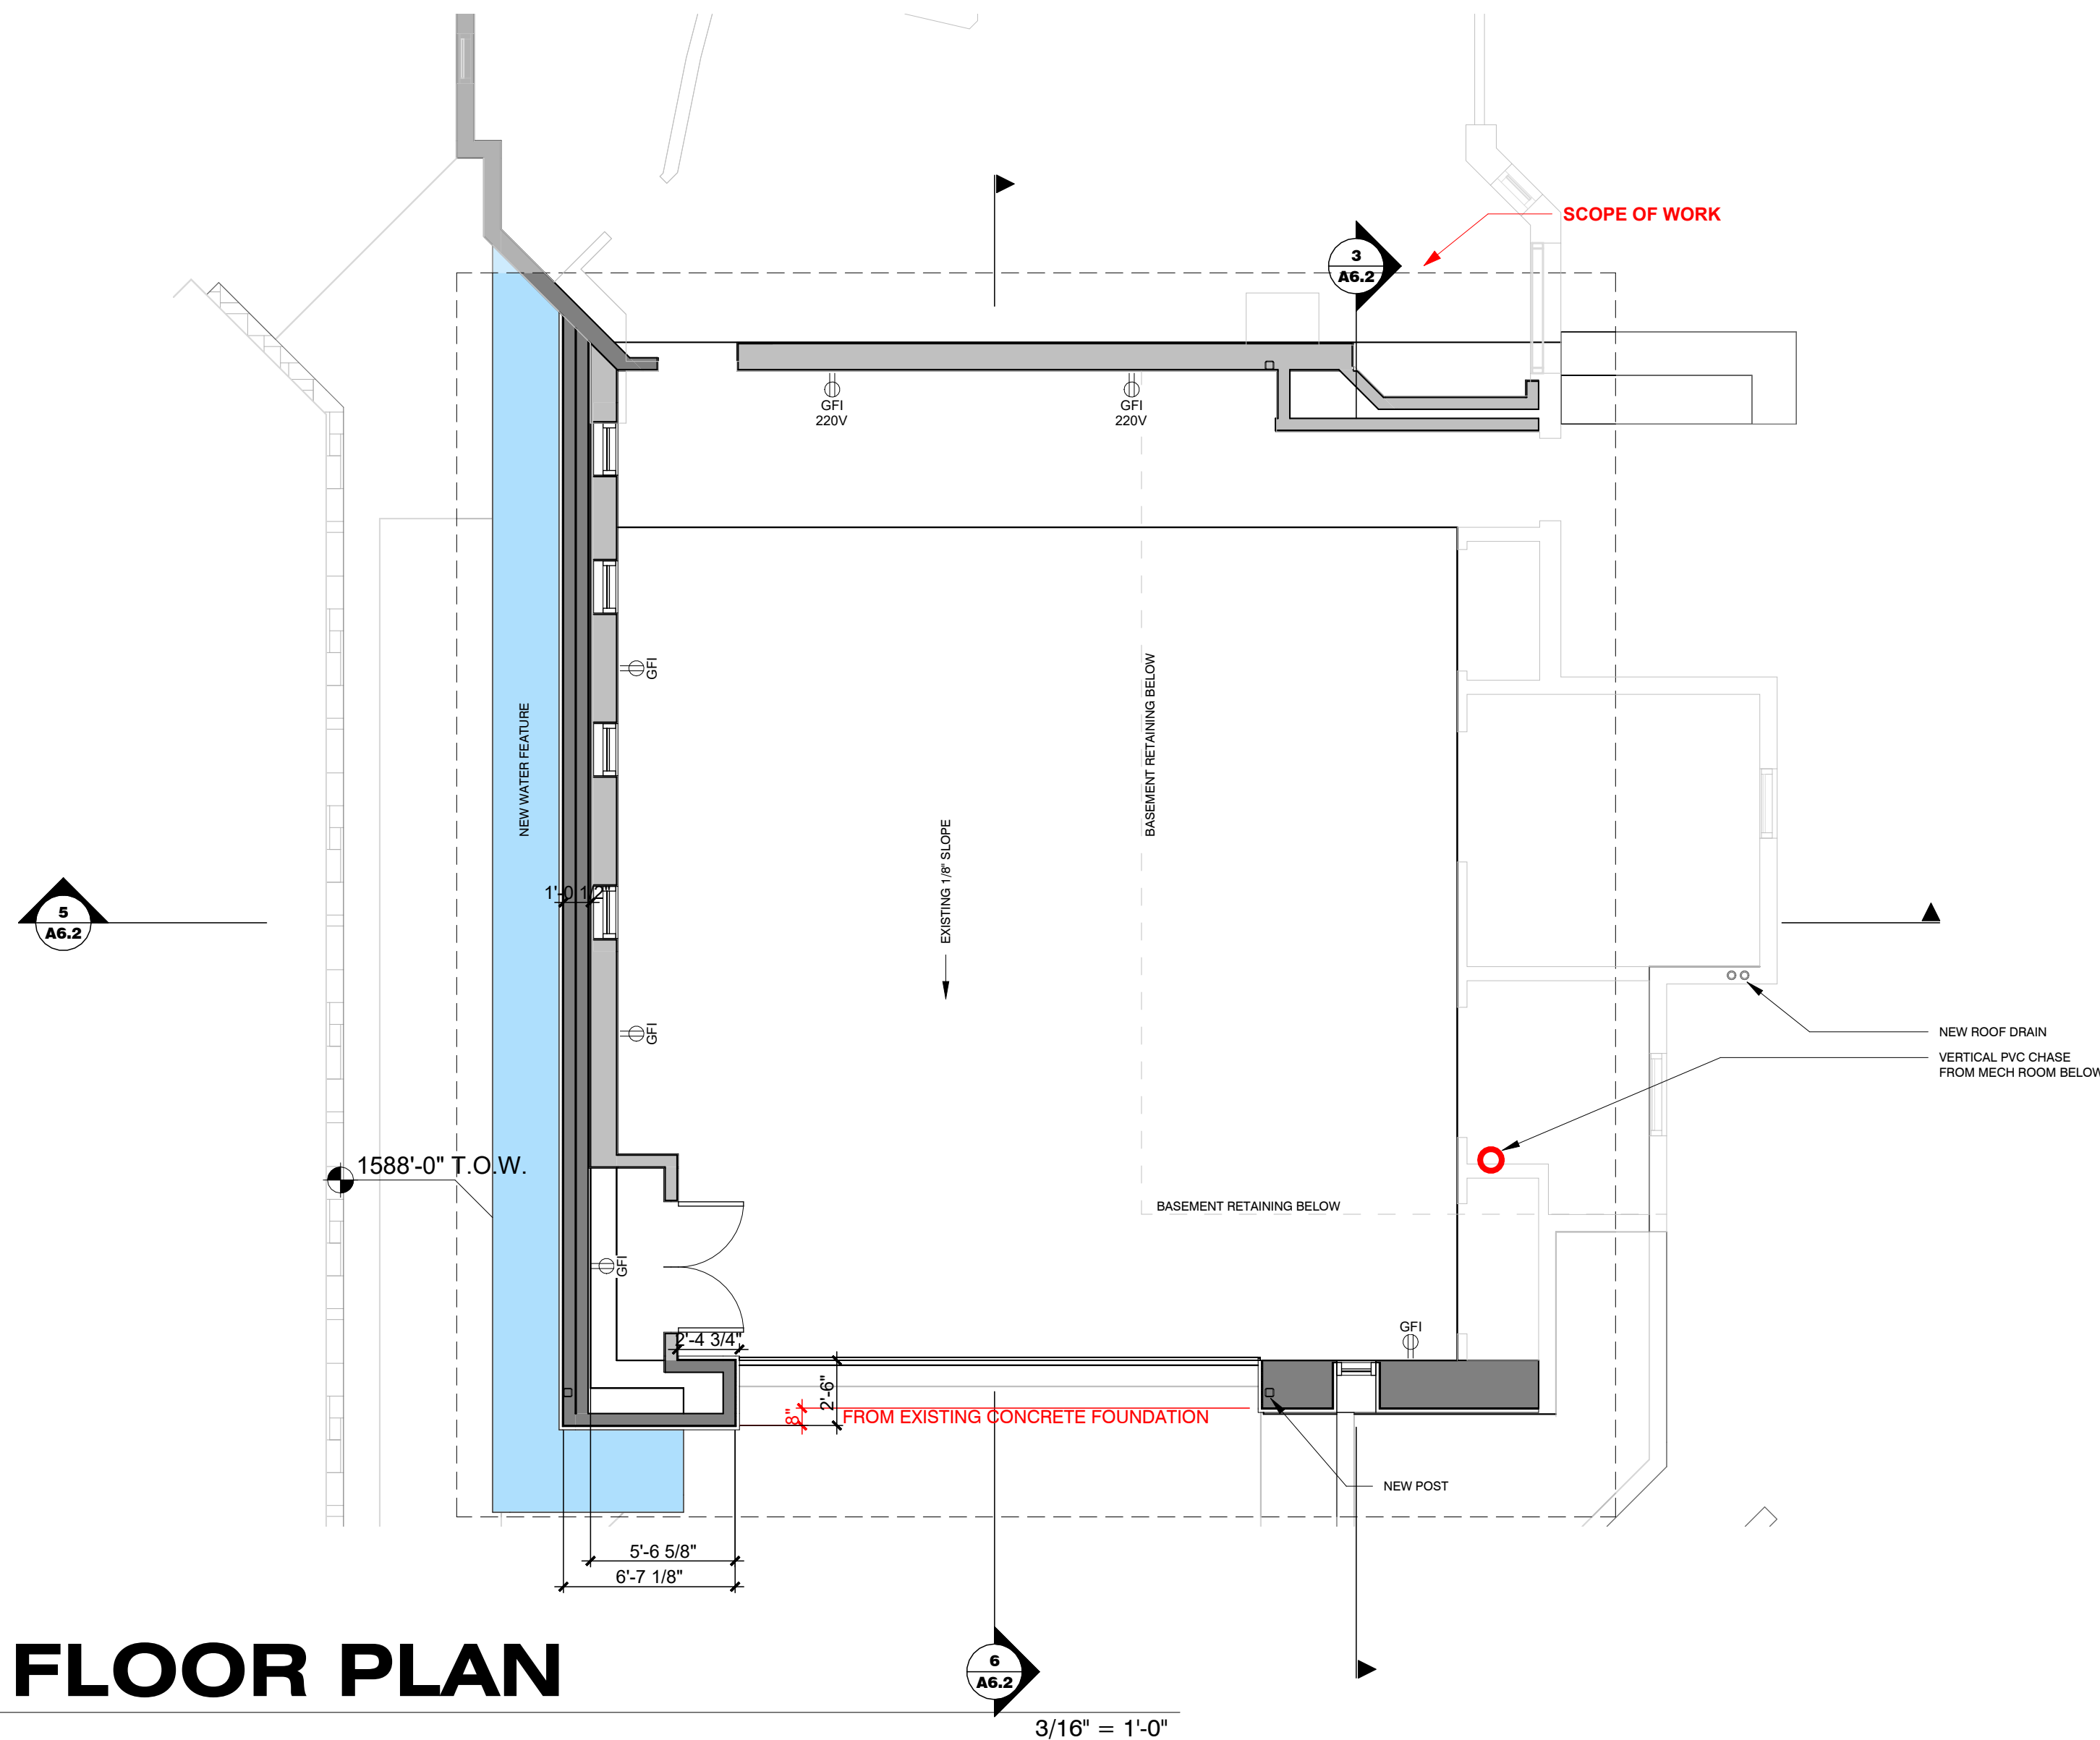 SCOPE OF WORK
3
A6.2
GFI
220V
GFI
220V
GFI
NEW WATER FEATURE
BASEMENT RETAINING BELOW
EXISTING 1/8" SLOPE
1'-0 1/2"
5
A6.2
GFI
NEW ROOF DRAIN
VERTICAL PVC CHASE
FROM MECH ROOM BELOW
1588'-0" T.O.W.
BASEMENT RETAINING BELOW
GFI
GFI
2'-4 3/4"
2'-6"
8"
FROM EXISTING CONCRETE FOUNDATION
NEW POST
5'-6 5/8"
6'-7 1/8"
6
A6.2
FLOOR PLAN
3/16" = 1'-0"